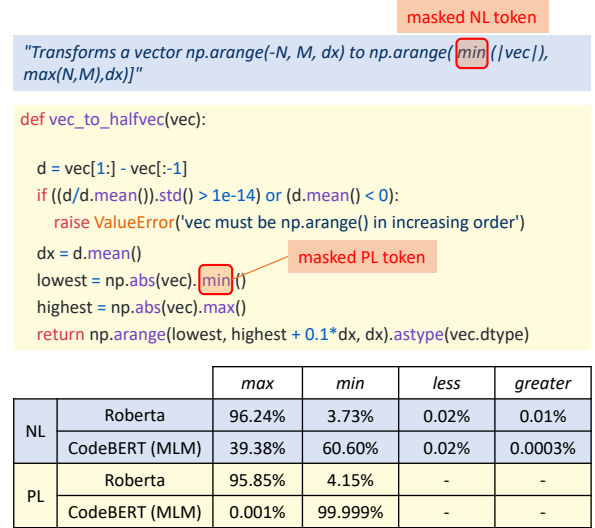 masked NL token
"Transforms a vector np.arange(-N, M, dx) to np.arange( min (|vec|),
max(N,M),dx)]"
def vec_to_halfvec(vec):
d = vec[1:] - vec[:-1]
if ((d/d.mean()).std() > 1e-14) or (d.mean() < 0):
raise ValueError('vec must be np.arange() in increasing order')
dx = d.mean()
masked PL token
lowest = np.abs(vec).min()
highest = np.abs(vec).max()
return np.arange(lowest, highest + 0.1*dx, dx).astype(vec.dtype)
max min less greater
NL Roberta 96.24% 3.73% 0.02% 0.01%
CodeBERT (MLM) 39.38% 60.60% 0.02% 0.0003%
PL Roberta 95.85% 4.15% - -
CodeBERT (MLM) 0.001% 99.999% - -